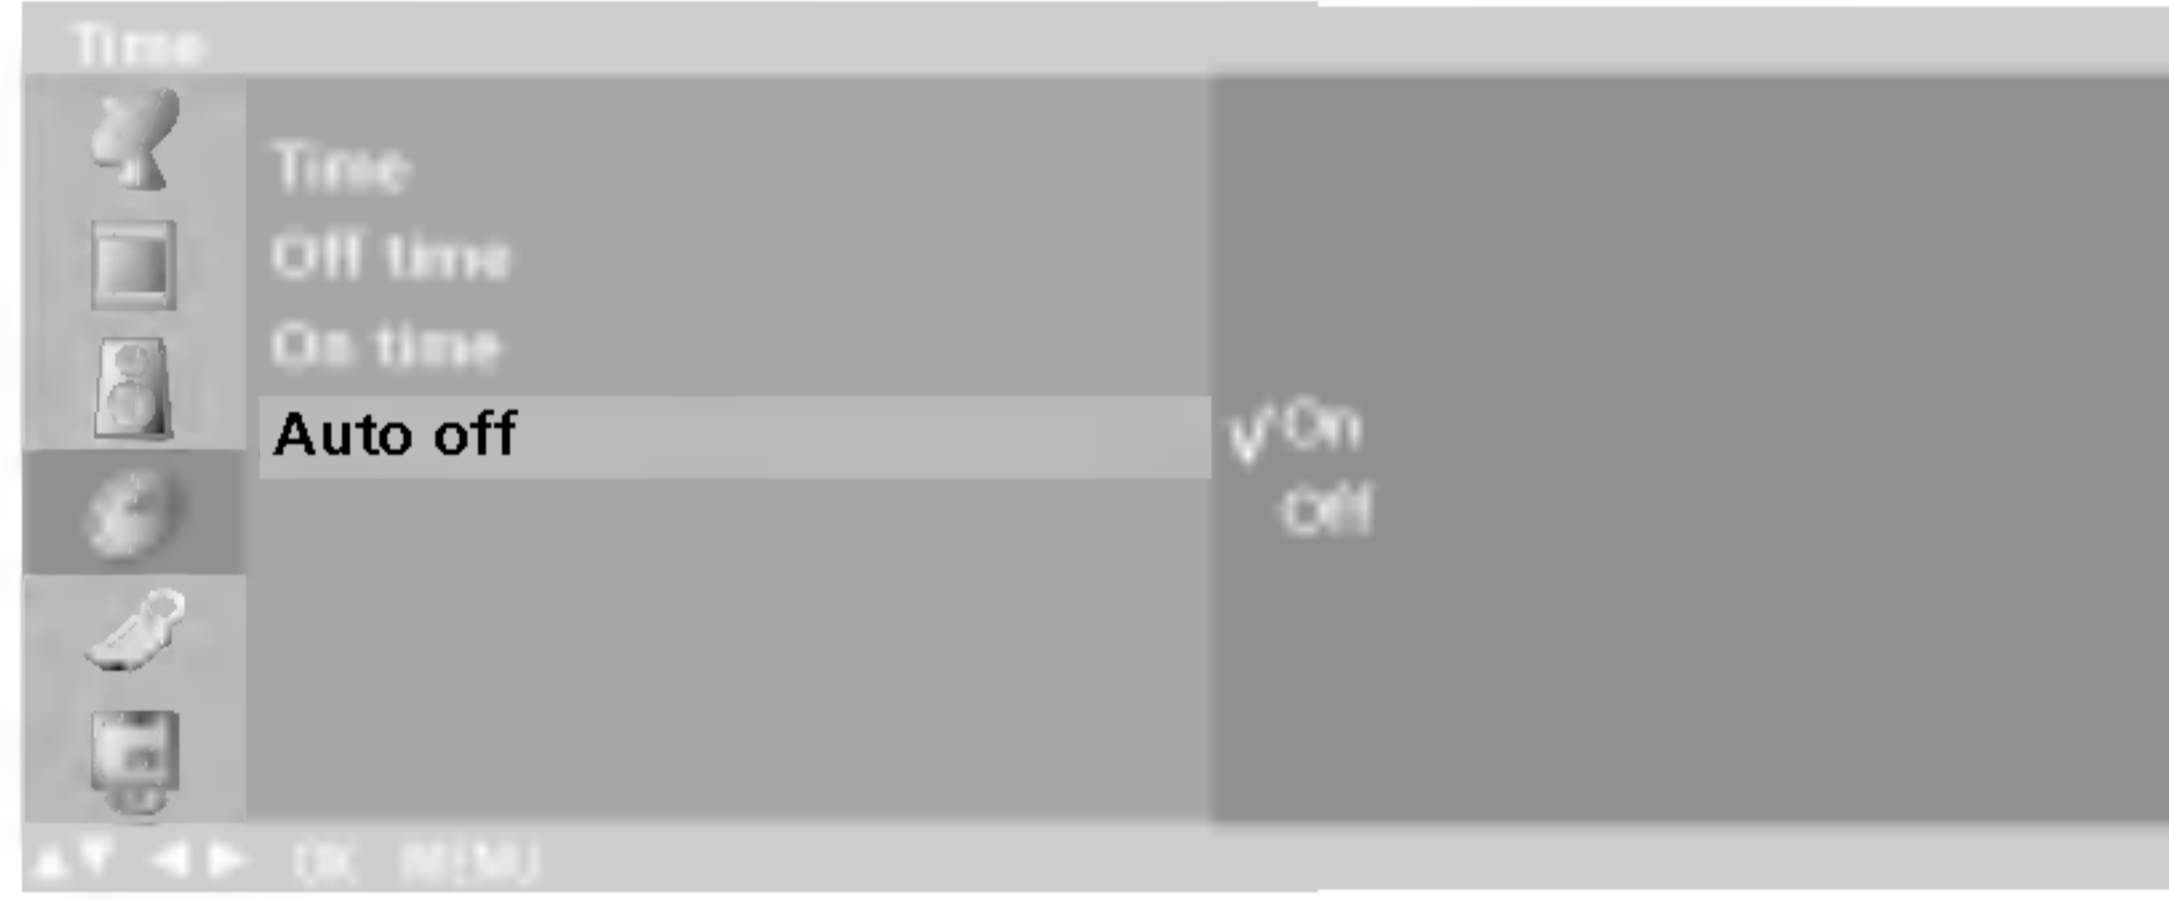 Time
Time
Off time
On time
Auto off
✓ On
Off
▲▼ ◀▶ OK MENU